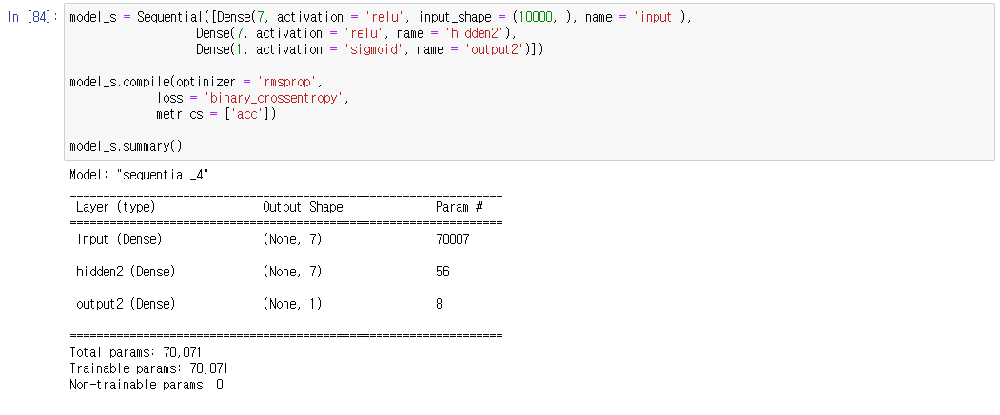 In [84]: model_s = Sequential([Dense(7, activation = 'relu', input_shape = (10000, ), name = 'input'),
Dense(7, activation = 'relu', name = 'hidden2'),
Dense(1, activation = 'sigmoid', name = 'output2')])
model_s.compile(optimizer = 'rmsprop',
loss = 'binary_crossentropy',
metrics = ['acc'])
model_s.summary()
Model: "sequential_4"
_________________________________________________________________
Layer (type) Output Shape Param #
=================================================================
input (Dense) (None, 7) 70007
hidden2 (Dense) (None, 7) 56
output2 (Dense) (None, 1) 8
=================================================================
Total params: 70,071
Trainable params: 70,071
Non-trainable params: 0
_________________________________________________________________